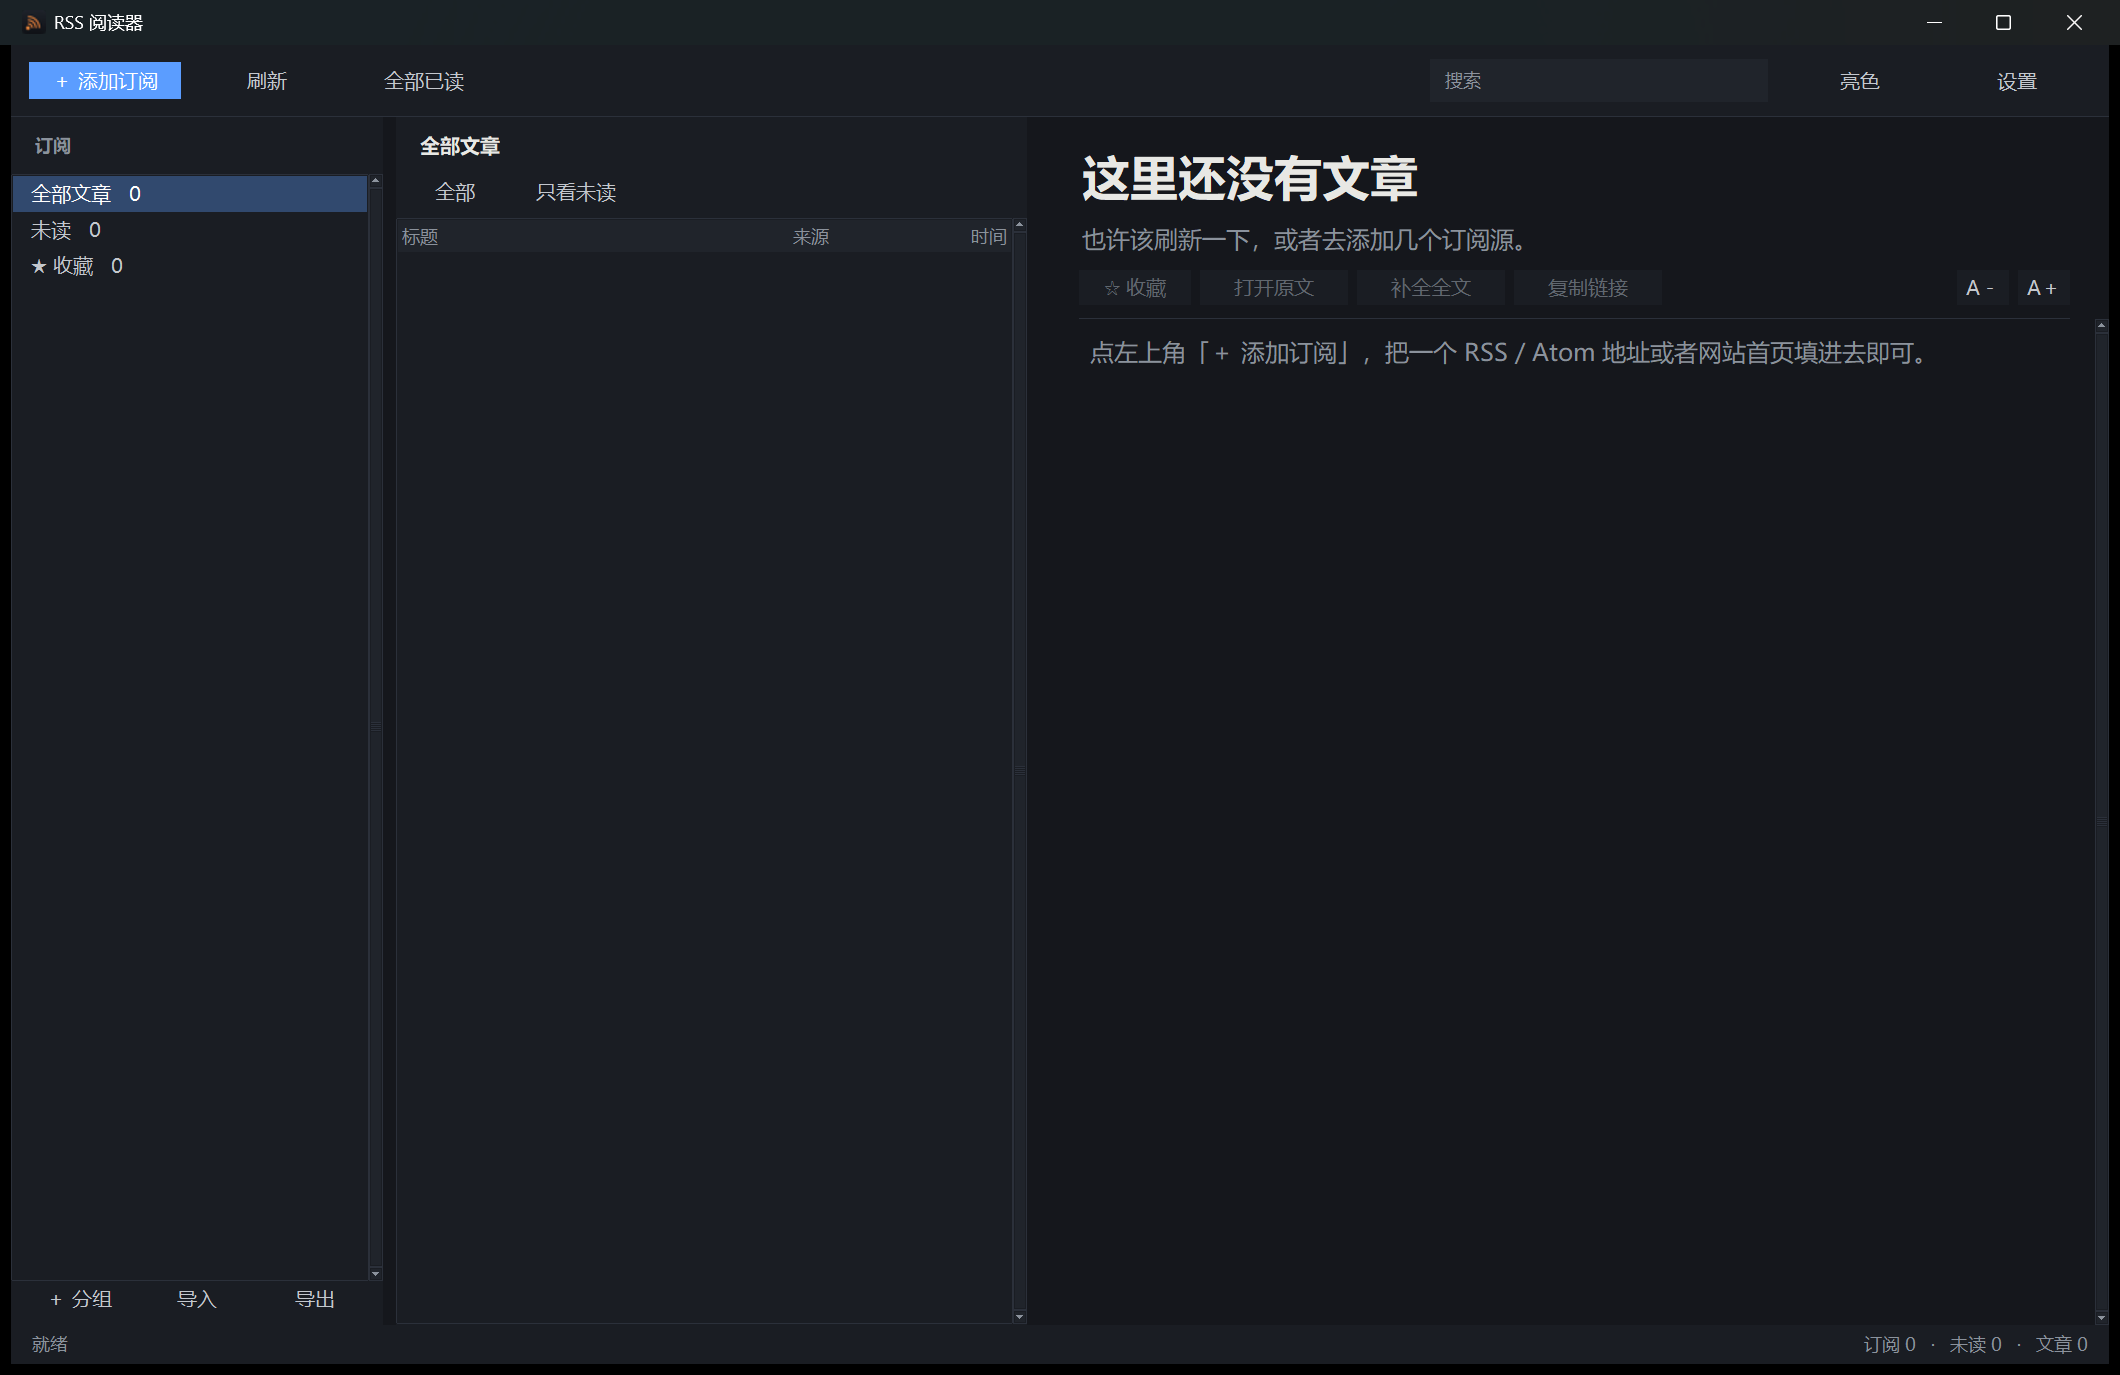 RSS 阅读器
+ 添加订阅 刷新 全部已读 搜索 亮色 设置
订阅
全部文章 0
未读 0
★ 收藏 0
+ 分组 导入 导出
全部文章
全部 只看未读
标题 来源 时间
这里还没有文章
也许该刷新一下，或者去添加几个订阅源。
☆ 收藏 打开原文 补全全文 复制链接 A - A +
点左上角「+ 添加订阅」，把一个 RSS / Atom 地址或者网站首页填进去即可。
就绪 订阅 0 · 未读 0 · 文章 0